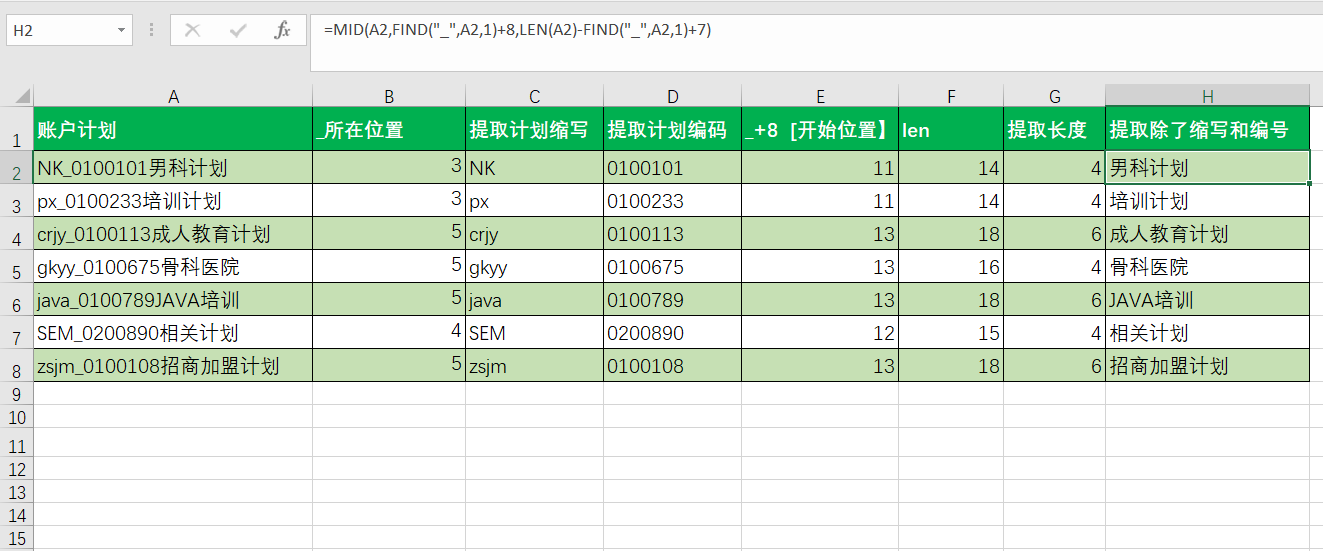 H2 fx =MID(A2,FIND("_",A2,1)+8,LEN(A2)-FIND("_",A2,1)+7)
A B C D E F G H
1 账户计划 _所在位置 提取计划缩写 提取计划编码 _+8［开始位置】 len 提取长度 提取除了缩写和编号
2 NK_0100101男科计划 3 NK 0100101 11 14 4 男科计划
3 px_0100233培训计划 3 px 0100233 11 14 4 培训计划
4 crjy_0100113成人教育计划 5 crjy 0100113 13 18 6 成人教育计划
5 gkyy_0100675骨科医院 5 gkyy 0100675 13 16 4 骨科医院
6 java_0100789JAVA培训 5 java 0100789 13 18 6 JAVA培训
7 SEM_0200890相关计划 4 SEM 0200890 12 15 4 相关计划
8 zsjm_0100108招商加盟计划 5 zsjm 0100108 13 18 6 招商加盟计划
9
10
11
12
13
14
15